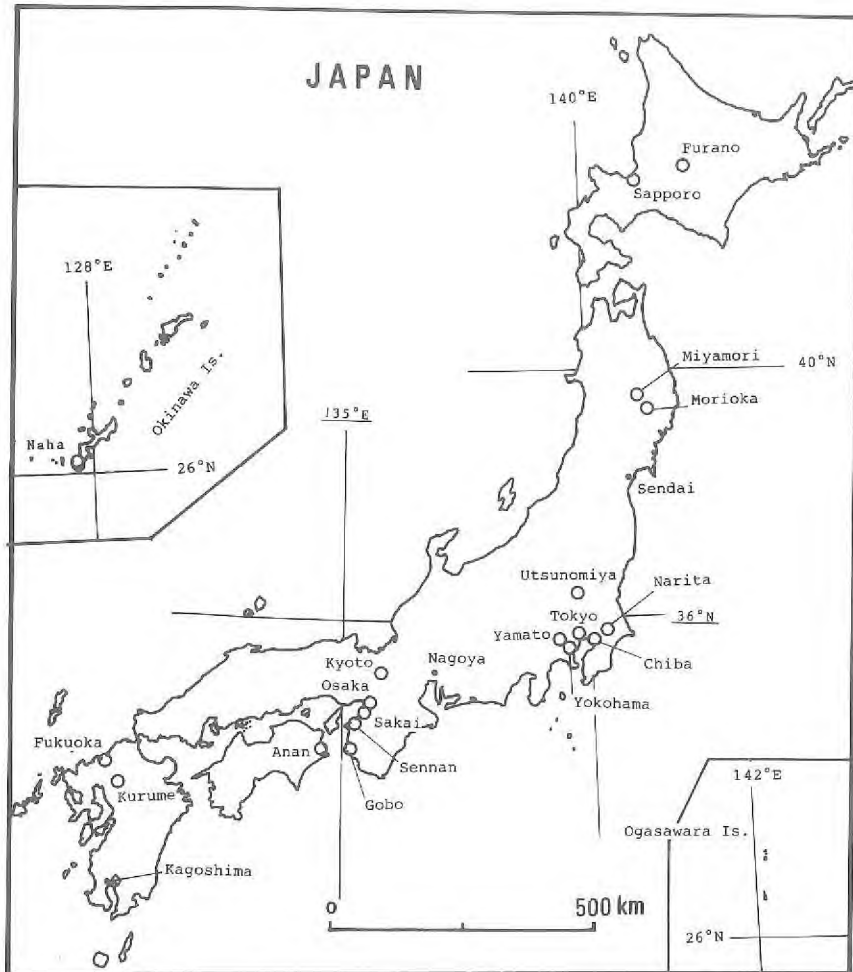 JAPAN
140°E
Furano
Sapporo
128°E
Okinawa Is.
Naha
26°N
Miyamori
40°N
Morioka
135°E
Sendai
Utsunomiya
Narita
Tokyo
36°N
Yamato
Chiba
Yokohama
Kyoto
Nagoya
Osaka
Sakai
Fukuoka
Anan
Sennan
Kurume
Gobo
142°E
Ogasawara Is.
Kagoshima
0
500 km
26°N